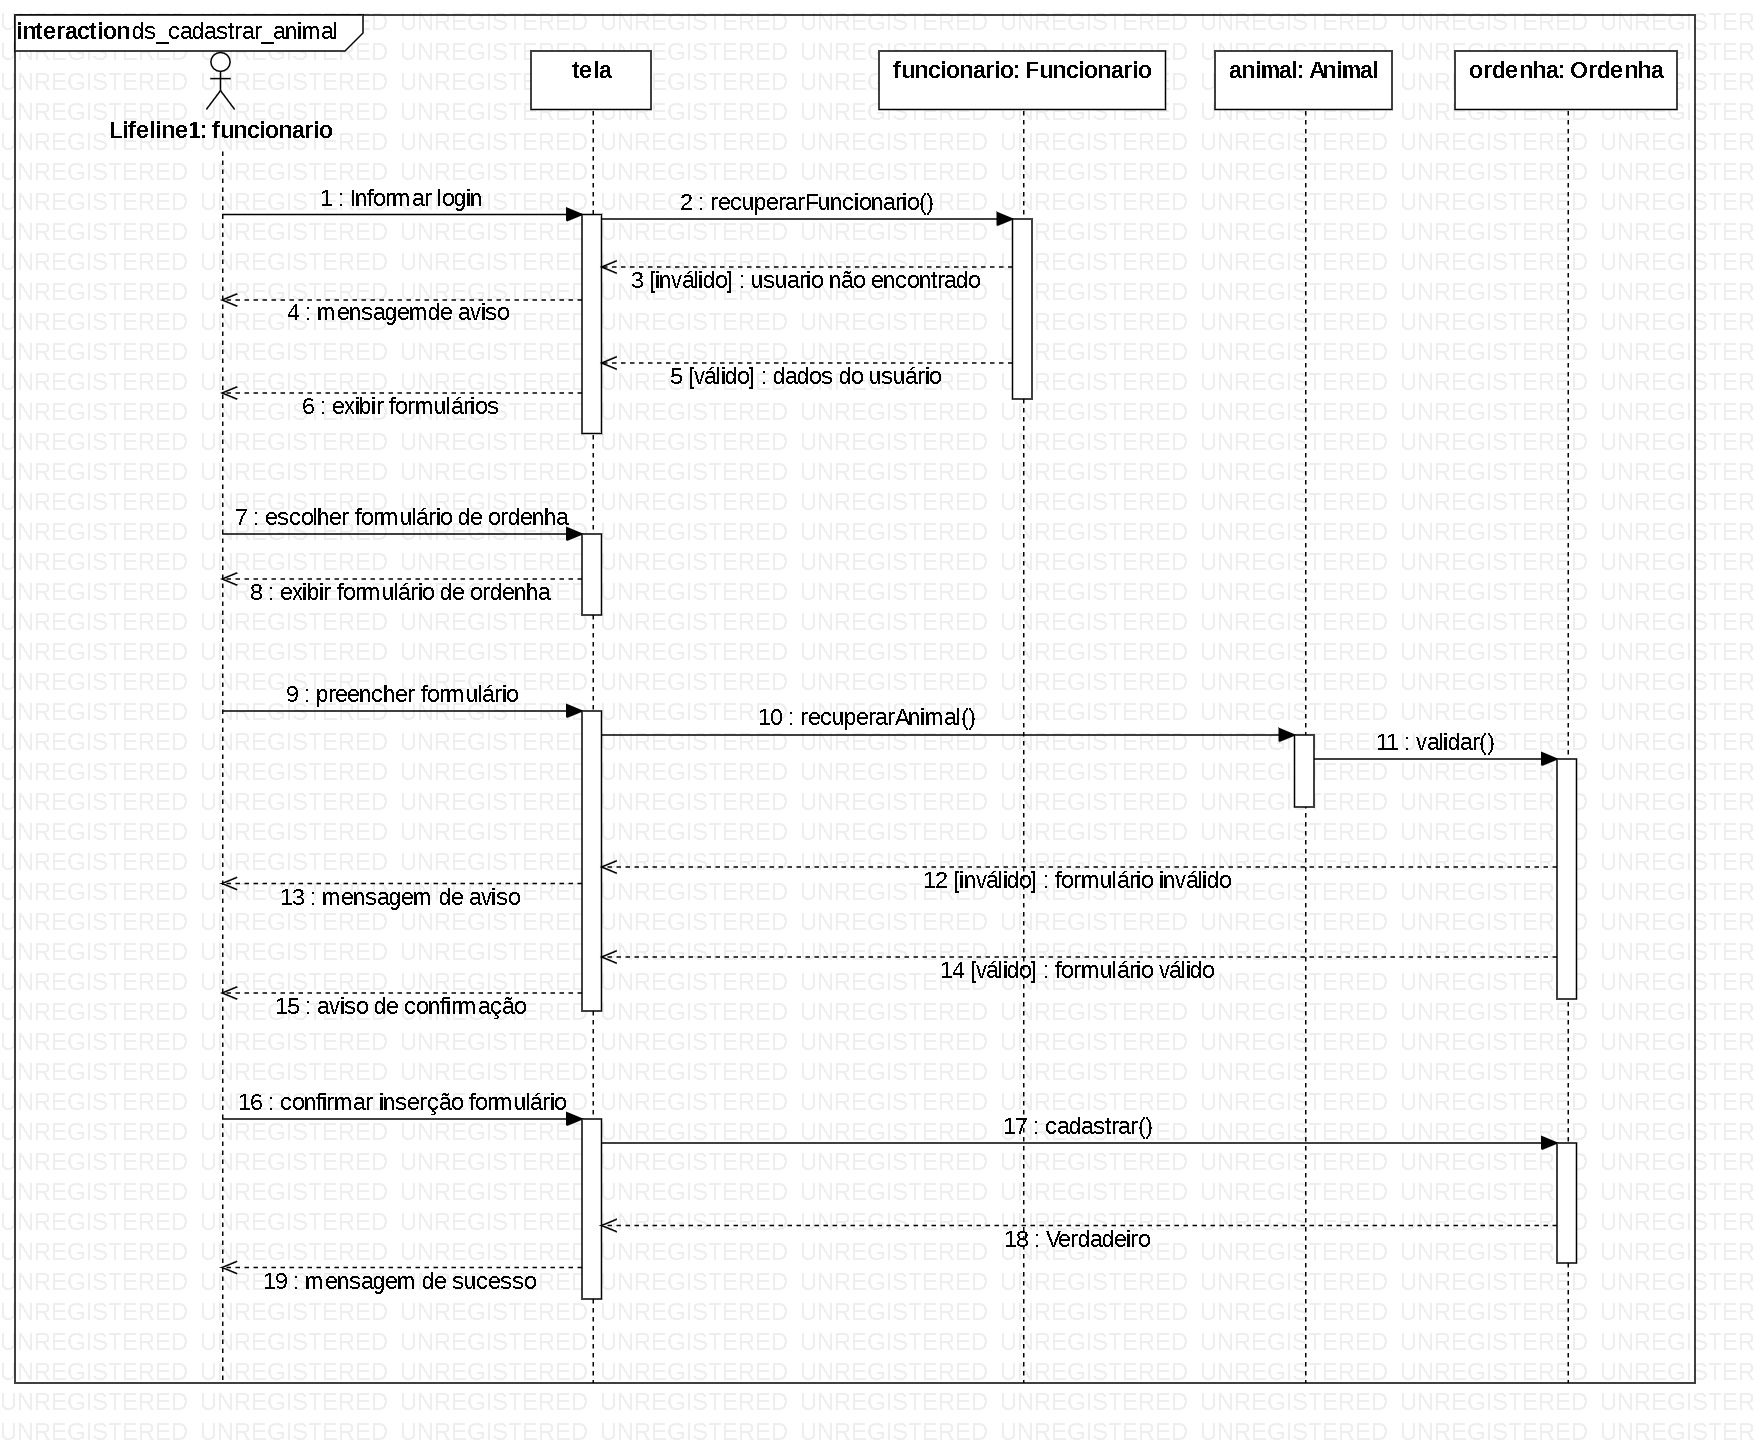 interaction ds_cadastrar_animal
tela
funcionario: Funcionario
animal: Animal
ordenha: Ordenha
Lifeline1: funcionario
1 : Informar login
2 : recuperarFuncionario()
3 [inválido] : usuario não encontrado
4 : mensagemde aviso
5 [válido] : dados do usuário
6 : exibir formulários
7 : escolher formulário de ordenha
8 : exibir formulário de ordenha
9 : preencher formulário
10 : recuperarAnimal()
11 : validar()
12 [inválido] : formulário inválido
13 : mensagem de aviso
14 [válido] : formulário válido
15 : aviso de confirmação
16 : confirmar inserção formulário
17 : cadastrar()
18 : Verdadeiro
19 : mensagem de sucesso
UNREGISTERED